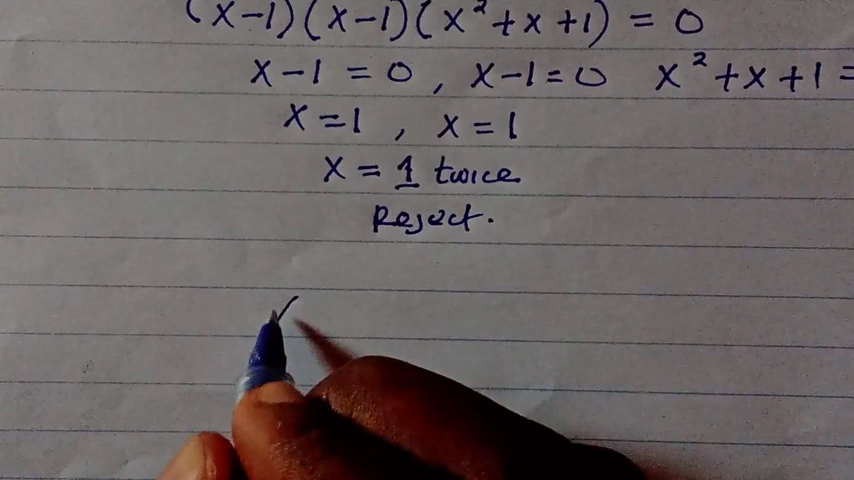 (x-1)(x-1)(x²+x+1) = 0
x-1 = 0, x-1=0 x²+x+1=
x=1, x=1
x = 1 twice
Reject.